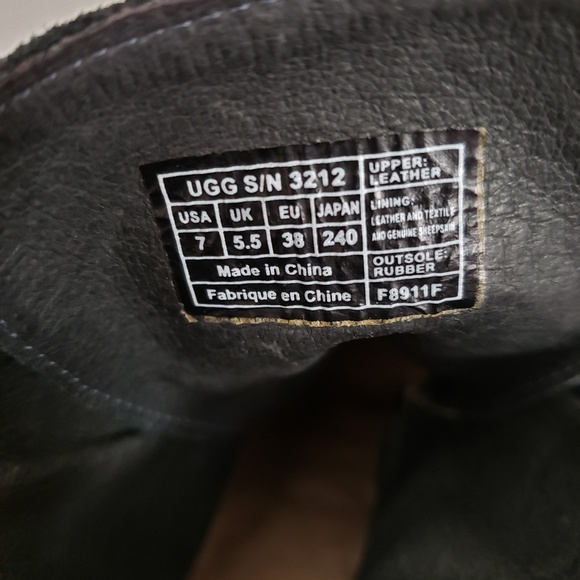 UGG S/N 3212
USA UK EU JAPAN
7 5.5 38 240
Made in China
Fabrique en Chine
UPPER:
LEATHER
LINING:
LEATHER AND TEXTILE
AND GENUINE SHEEPSKIN
OUTSOLE:
RUBBER
F8911F